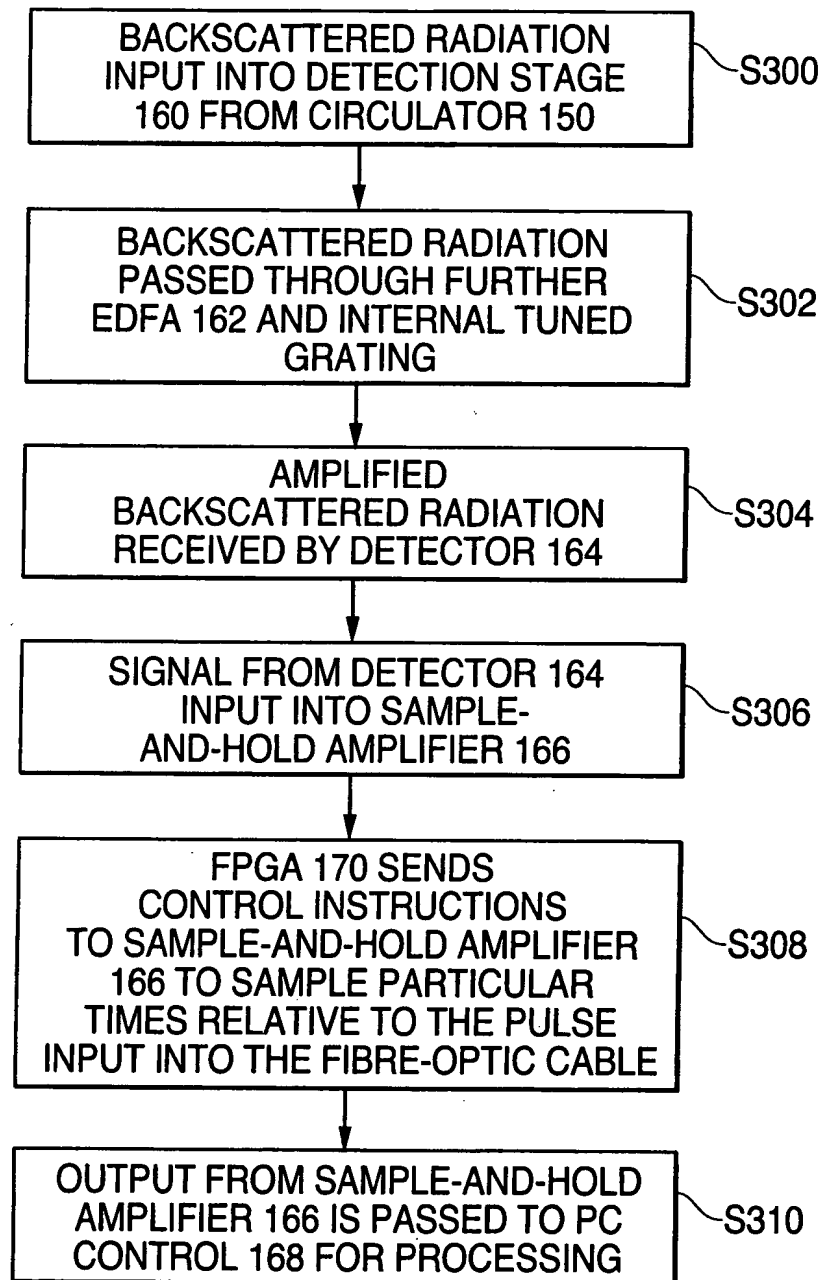 BACKSCATTERED RADIATION
INPUT INTO DETECTION STAGE
160 FROM CIRCULATOR 150
S300
BACKSCATTERED RADIATION
PASSED THROUGH FURTHER
EDFA 162 AND INTERNAL TUNED
GRATING
S302
AMPLIFIED
BACKSCATTERED RADIATION
RECEIVED BY DETECTOR 164
S304
SIGNAL FROM DETECTOR 164
INPUT INTO SAMPLE-
AND-HOLD AMPLIFIER 166
S306
FPGA 170 SENDS
CONTROL INSTRUCTIONS
TO SAMPLE-AND-HOLD AMPLIFIER
166 TO SAMPLE PARTICULAR
TIMES RELATIVE TO THE PULSE
INPUT INTO THE FIBRE-OPTIC CABLE
S308
OUTPUT FROM SAMPLE-AND-HOLD
AMPLIFIER 166 IS PASSED TO PC
CONTROL 168 FOR PROCESSING
S310